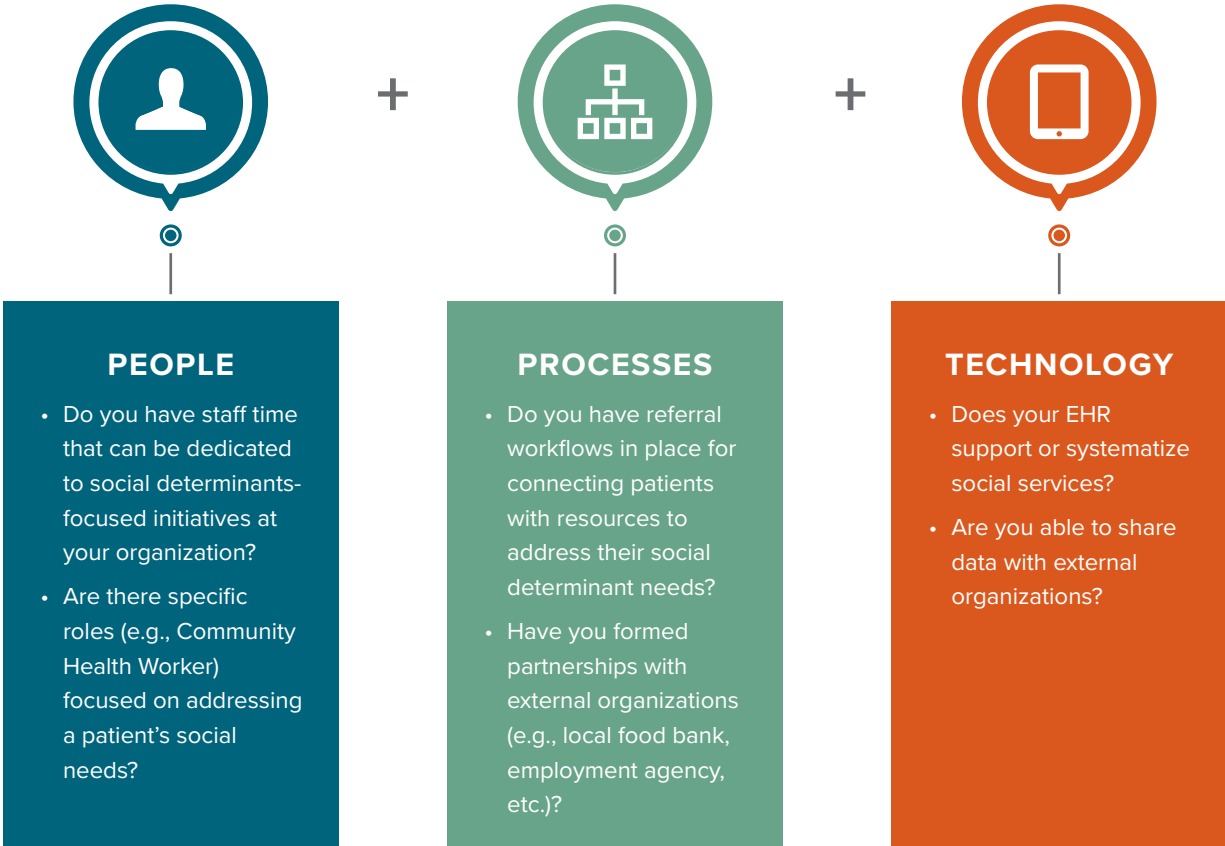 +
+
PEOPLE
• Do you have staff time
that can be dedicated
to social determinants-
focused initiatives at
your organization?
• Are there specific
roles (e.g., Community
Health Worker)
focused on addressing
a patient’s social
needs?
PROCESSES
• Do you have referral
workflows in place for
connecting patients
with resources to
address their social
determinant needs?
• Have you formed
partnerships with
external organizations
(e.g., local food bank,
employment agency,
etc.)?
TECHNOLOGY
• Does your EHR
support or systematize
social services?
• Are you able to share
data with external
organizations?